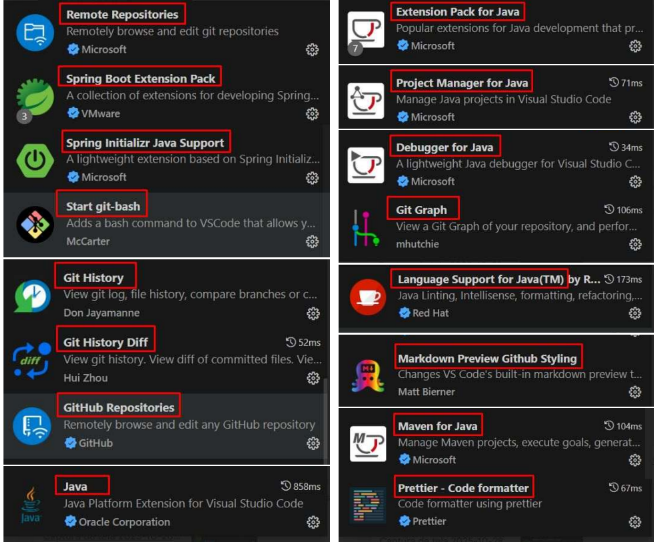 Remote Repositories
Remotely browse and edit git repositories
Microsoft
Spring Boot Extension Pack
A collection of extensions for developing Spring...
3
VMware
Spring Initializr Java Support
A lightweight extension based on Spring Initializ...
Microsoft
Start git-bash
Adds a bash command to VSCode that allows y...
McCarter
Git History
View git log, file history, compare branches or c...
Don Jayamanne
Git History Diff 52ms
diff
View git history. View diff of committed files. Vie...
Hui Zhou
GitHub Repositories
Remotely browse and edit any GitHub repository
GitHub
Java 858ms
Java Platform Extension for Visual Studio Code
Java
Oracle Corporation
Extension Pack for Java
Popular extensions for Java development that pr...
7
Microsoft
Project Manager for Java 71ms
Manage Java projects in Visual Studio Code
Microsoft
Debugger for Java 34ms
A lightweight Java debugger for Visual Studio C...
Microsoft
Git Graph 106ms
View a Git Graph of your repository, and perfor...
mhutchie
Language Support for Java(TM) by R... 173ms
Java Linting, Intellisense, formatting, refactoring,...
Red Hat
Markdown Preview Github Styling
Changes VS Code's built-in markdown preview t...
Matt Bierner
Maven for Java 104ms
M
Manage Maven projects, execute goals, generat...
Microsoft
Prettier - Code formatter 67ms
Code formatter using prettier
Prettier